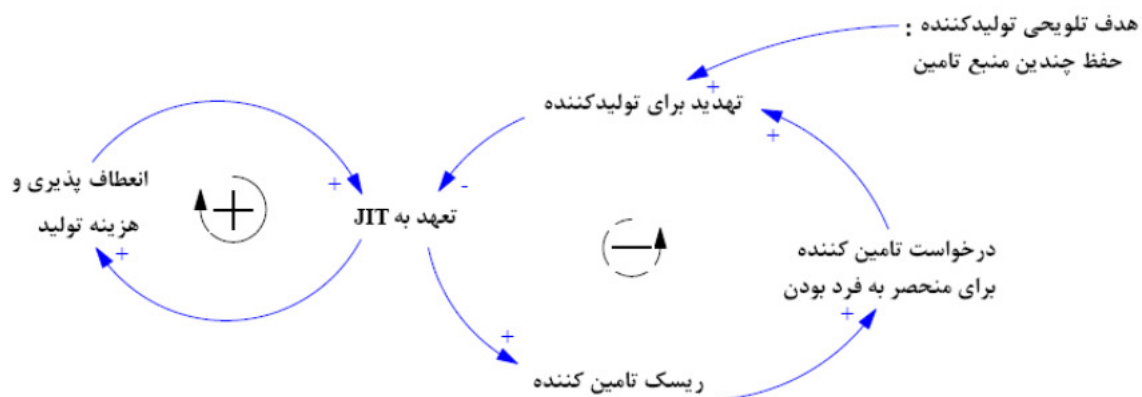 هدف تلویحی تولیدکننده :
حفظ چندین منبع تامین
+
تهدید برای تولیدکننده
+
انعطاف پذیری و
هزینه تولید
+
+
تعهد به JIT
-
درخواست تامین کننده
برای منحصر به فرد بودن
+
+
ریسک تامین کننده